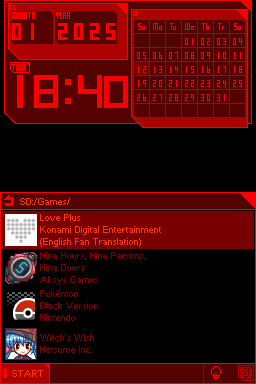 MONTH YEAR
01 2025
TIME
18:40
Su Mo Tu We Th Fr Sa
01 02 03 04
05 06 07 08 09 10 11
12 13 14 15 16 17 18
19 20 21 22 23 24 25
26 27 28 29 30 31
SD:/Games/
Love Plus
Konami Digital Entertainment
(English Fan Translation)
Nine Hours, Nine Persons,
Nine Doors
Aksys Games
Pokémon
Black Version
Nintendo
Witch's Wish
Natsume Inc.
START